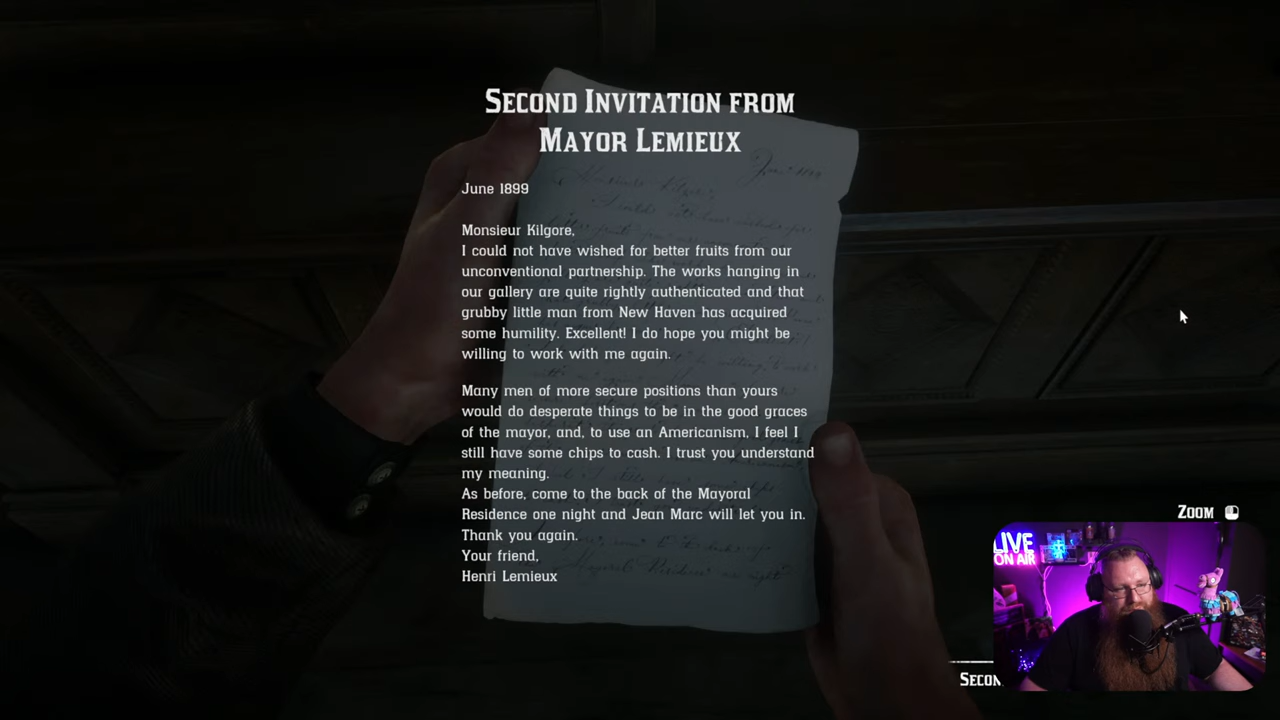 SECOND INVITATION FROM
MAYOR LEMIEUX
June 1899
Monsieur Kilgore,
I could not have wished for better fruits from our
unconventional partnership. The works hanging in
our gallery are quite rightly authenticated and that
grubby little man from New Haven has acquired
some humility. Excellent! I do hope you might be
willing to work with me again.
Many men of more secure positions than yours
would do desperate things to be in the good graces
of the mayor, and, to use an Americanism, I feel I
still have some chips to cash. I trust you understand
my meaning.
As before, come to the back of the Mayoral
Residence one night and Jean Marc will let you in.
Thank you again.
Your friend,
Henri Lemieux
ZOOM
LIVE
ON AIR